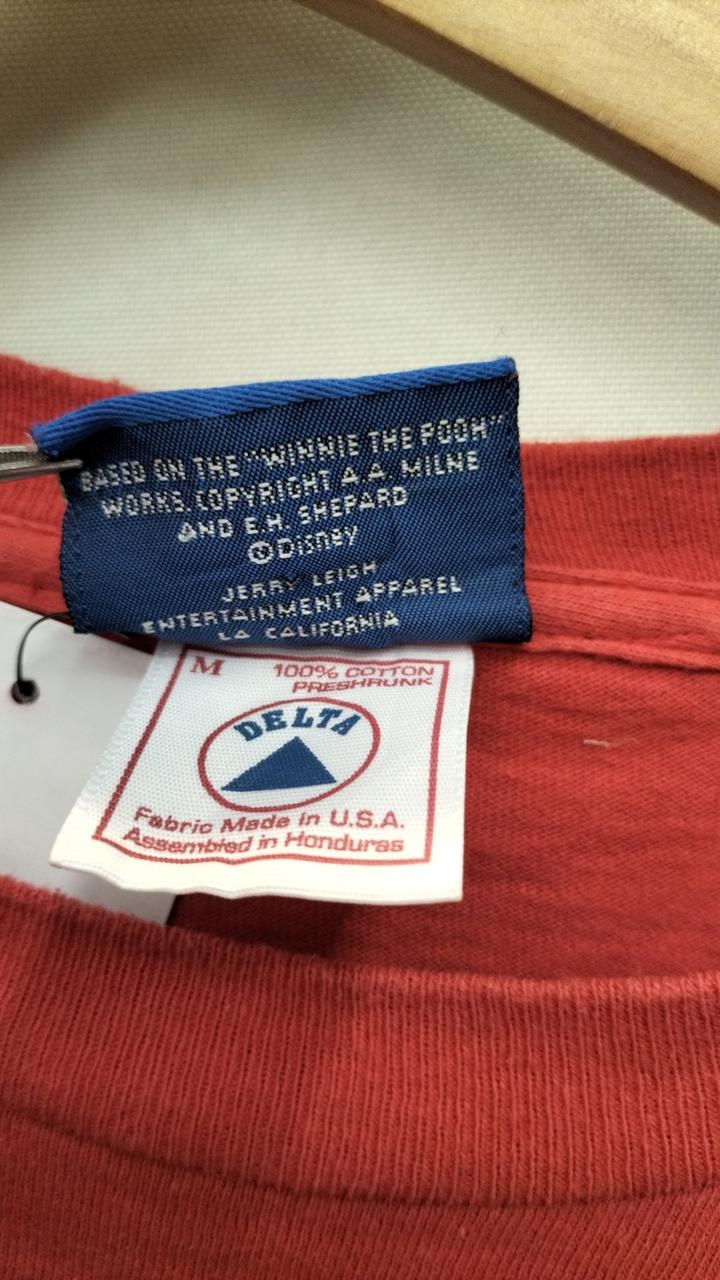 BASED ON THE "WINNIE THE POOH"
WORKS. COPYRIGHT A.A. MILNE
AND E.H. SHEPARD
©DISNEY
JERRY LEIGH
ENTERTAINMENT APPAREL
LA CALIFORNIA
M 100% COTTON
PRESHRUNK
DELTA
Fabric Made in U.S.A.
Assembled in Honduras